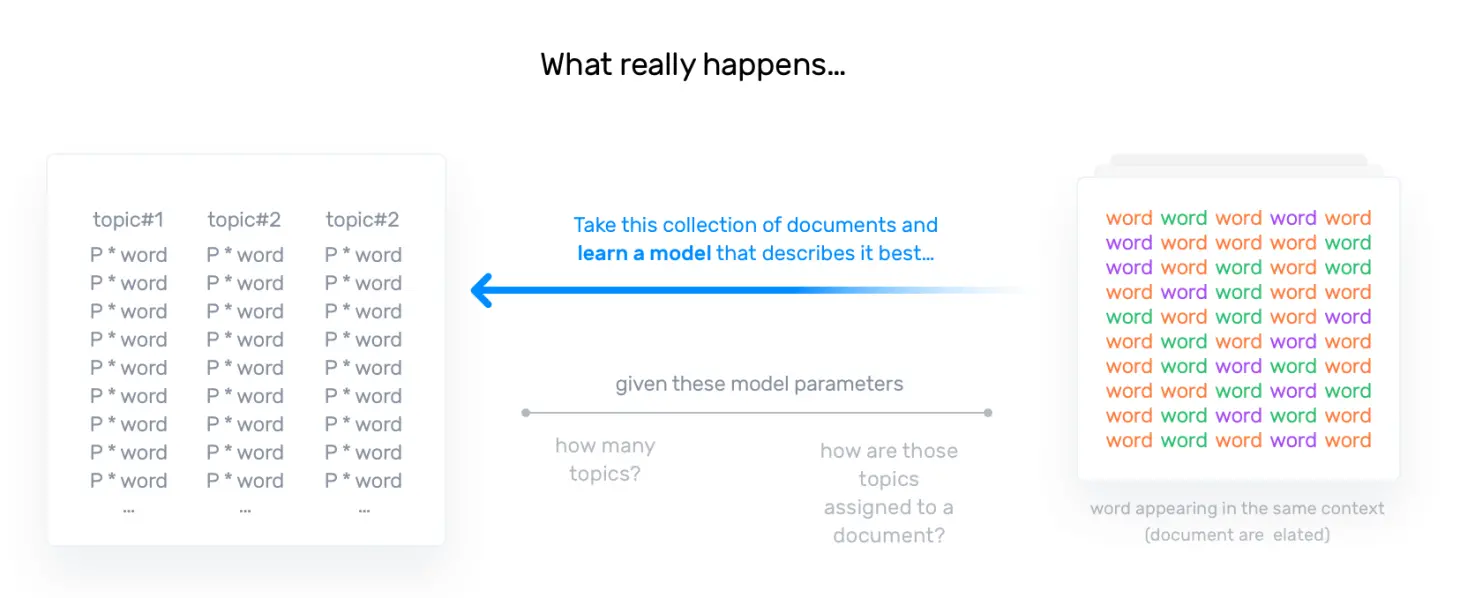 What really happens...
topic#1 topic#2 topic#2
P * word P * word P * word
P * word P * word P * word
P * word P * word P * word
P * word P * word P * word
P * word P * word P * word
P * word P * word P * word
P * word P * word P * word
P * word P * word P * word
P * word P * word P * word
... ... ...
Take this collection of documents and
learn a model that describes it best...
given these model parameters
how many
topics?
how are those
topics
assigned to a
document?
word word word word word
word word word word word
word word word word word
word word word word word
word word word word word
word word word word word
word word word word word
word word word word word
word word word word word
word word word word word
word appearing in the same context
(document are elated)